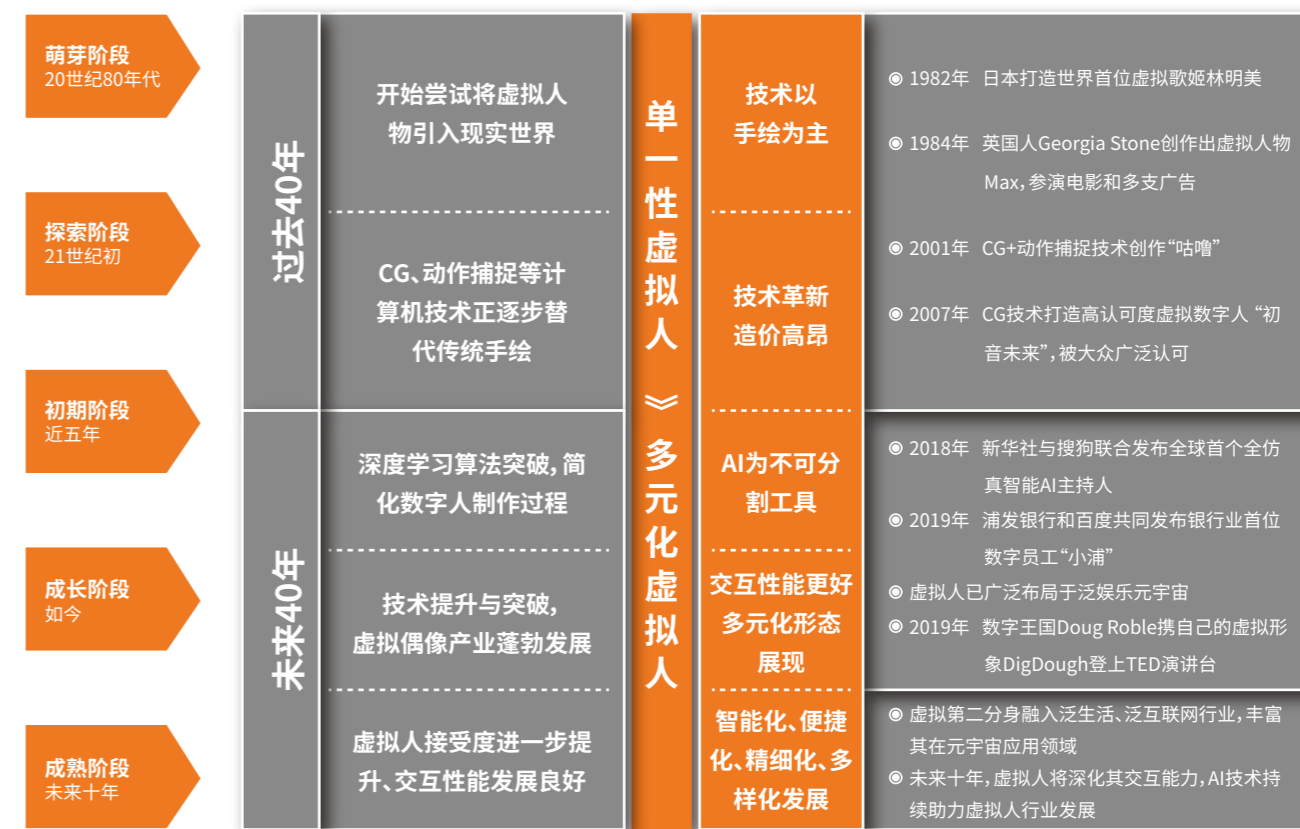 萌芽阶段
20世纪80年代
探索阶段
21世纪初
初期阶段
近五年
成长阶段
如今
成熟阶段
未来十年
过去40年
未来40年
开始尝试将虚拟人
物引入现实世界
CG、动作捕捉等计
算机技术正逐步替
代传统手绘
深度学习算法突破,简
化数字人制作过程
技术提升与突破,
虚拟偶像产业蓬勃发展
虚拟人接受度进一步提
升、交互性能发展良好
单一性虚拟人 》 多元化虚拟人
技术以
手绘为主
技术革新
造价高昂
AI为不可分
割工具
交互性能更好
多元化形态
展现
智能化、便捷
化、精细化、多
样化发展
◉ 1982年 日本打造世界首位虚拟歌姬林明美
◉ 1984年 英国人Georgia Stone创作出虚拟人物
Max,参演电影和多支广告
◉ 2001年 CG+动作捕捉技术创作“咕噜”
◉ 2007年 CG技术打造高认可度虚拟数字人 “初
音未来”,被大众广泛认可
◉ 2018年 新华社与搜狗联合发布全球首个全仿
真智能AI主持人
◉ 2019年 浦发银行和百度共同发布银行业首位
数字员工“小浦”
◉ 虚拟人已广泛布局于泛娱乐元宇宙
◉ 2019年 数字王国Doug Roble携自己的虚拟形
象DigDough登上TED演讲台
◉ 虚拟第二分身融入泛生活、泛互联网行业,丰富
其在元宇宙应用领域
◉ 未来十年,虚拟人将深化其交互能力,AI技术持
续助力虚拟人行业发展